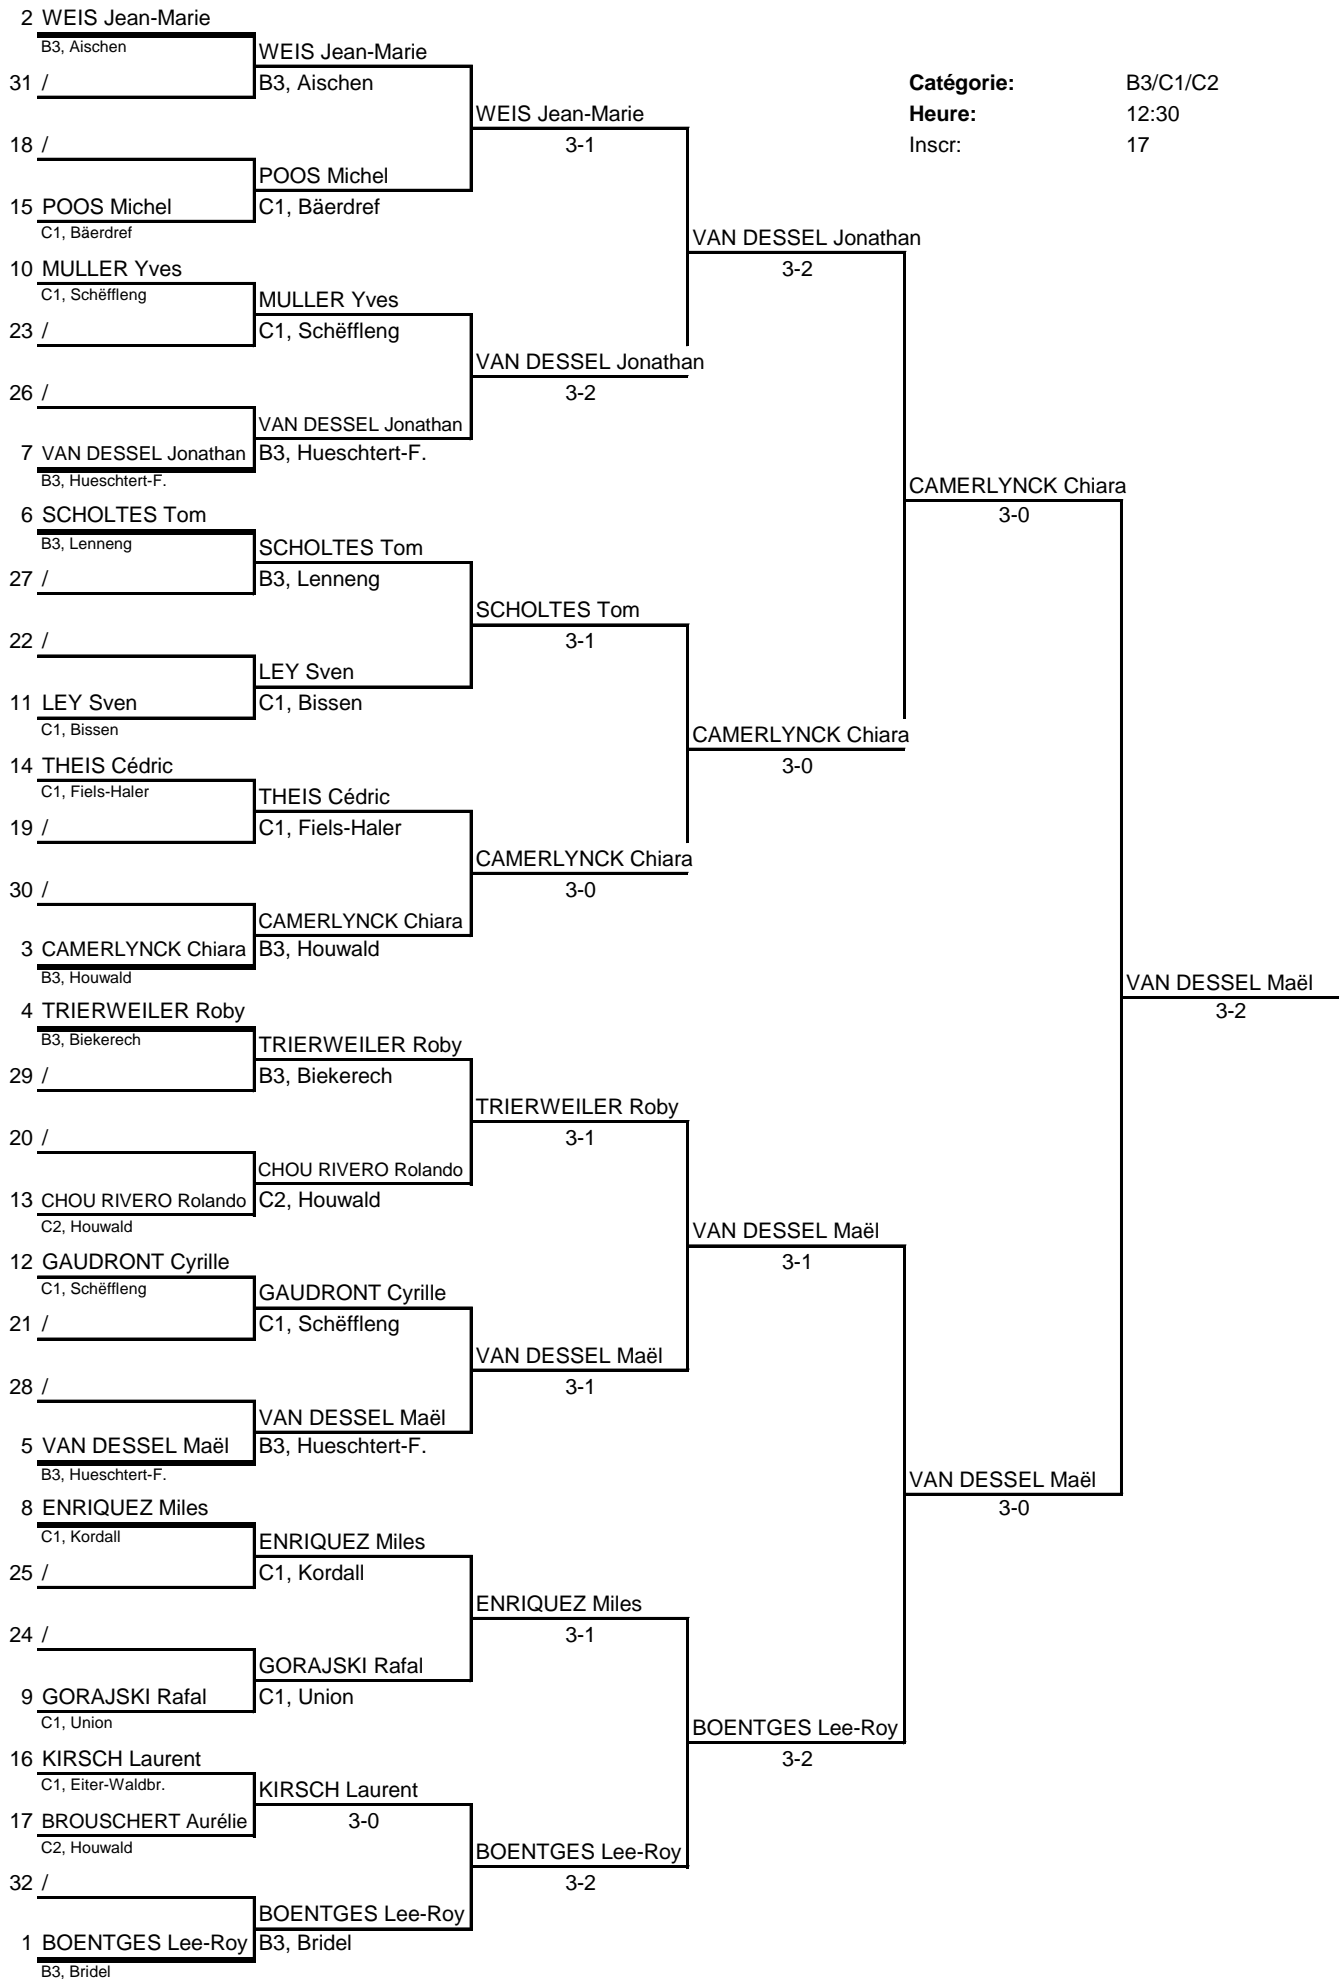 2 WEIS Jean-Marie
B3, Aischen
WEIS Jean-Marie
31 /
B3, Aischen
Catégorie: B3/C1/C2
WEIS Jean-Marie
Heure: 12:30
18 /
3-1
Inscr: 17
POOS Michel
15 POOS Michel
C1, Bäerdref
C1, Bäerdref
VAN DESSEL Jonathan
10 MULLER Yves
3-2
C1, Schëffleng
MULLER Yves
23 /
C1, Schëffleng
VAN DESSEL Jonathan
26 /
3-2
VAN DESSEL Jonathan
7 VAN DESSEL Jonathan
B3, Hueschtert-F.
B3, Hueschtert-F.
CAMERLYNCK Chiara
6 SCHOLTES Tom
3-0
B3, Lenneng
SCHOLTES Tom
27 /
B3, Lenneng
SCHOLTES Tom
22 /
3-1
LEY Sven
11 LEY Sven
C1, Bissen
C1, Bissen
CAMERLYNCK Chiara
14 THEIS Cédric
3-0
C1, Fiels-Haler
THEIS Cédric
19 /
C1, Fiels-Haler
CAMERLYNCK Chiara
30 /
3-0
CAMERLYNCK Chiara
3 CAMERLYNCK Chiara
B3, Houwald
B3, Houwald
VAN DESSEL Maël
4 TRIERWEILER Roby
3-2
B3, Biekerech
TRIERWEILER Roby
29 /
B3, Biekerech
TRIERWEILER Roby
20 /
3-1
CHOU RIVERO Rolando
13 CHOU RIVERO Rolando
C2, Houwald
C2, Houwald
VAN DESSEL Maël
12 GAUDRONT Cyrille
3-1
C1, Schëffleng
GAUDRONT Cyrille
21 /
C1, Schëffleng
VAN DESSEL Maël
28 /
3-1
VAN DESSEL Maël
5 VAN DESSEL Maël
B3, Hueschtert-F.
B3, Hueschtert-F.
VAN DESSEL Maël
8 ENRIQUEZ Miles
3-0
C1, Kordall
ENRIQUEZ Miles
25 /
C1, Kordall
ENRIQUEZ Miles
24 /
3-1
GORAJSKI Rafal
9 GORAJSKI Rafal
C1, Union
C1, Union
BOENTGES Lee-Roy
16 KIRSCH Laurent
3-2
C1, Eiter-Waldbr.
KIRSCH Laurent
17 BROUSCHERT Aurélie
3-0
C2, Houwald
BOENTGES Lee-Roy
32 /
3-2
BOENTGES Lee-Roy
1 BOENTGES Lee-Roy
B3, Bridel
B3, Bridel